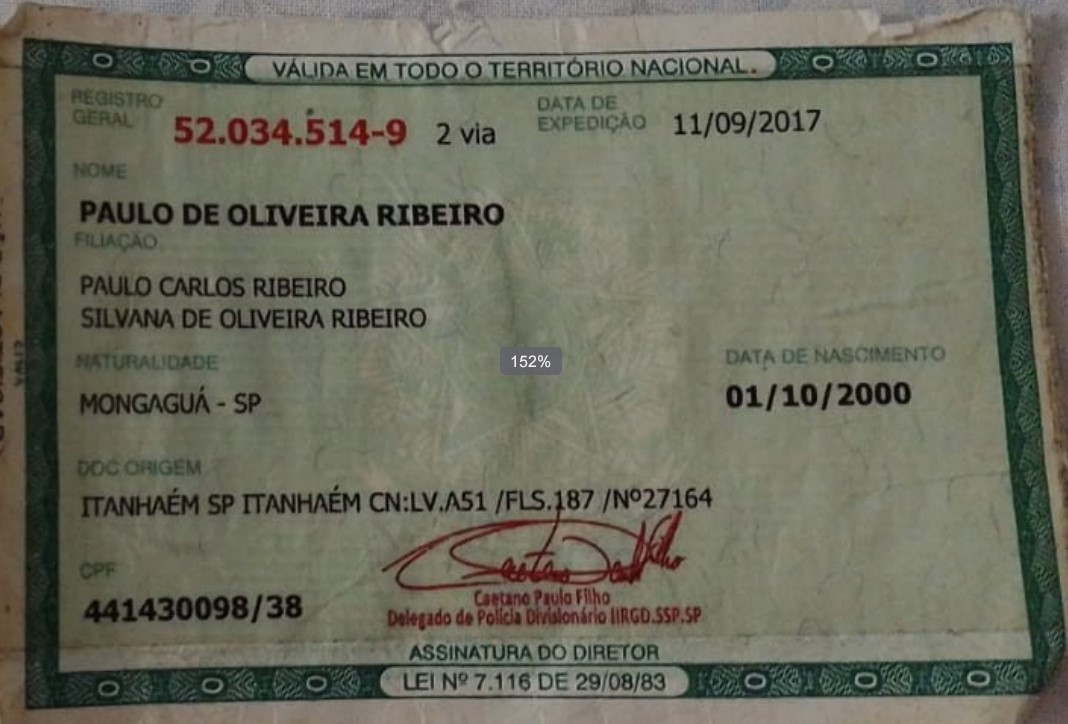 VÁLIDA EM TODO O TERRITÓRIO NACIONAL.
REGISTRO GERAL 52.034.514-9 2 via DATA DE EXPEDIÇÃO 11/09/2017
NOME
PAULO DE OLIVEIRA RIBEIRO
FILIAÇÃO
PAULO CARLOS RIBEIRO
SILVANA DE OLIVEIRA RIBEIRO
152%
NATURALIDADE DATA DE NASCIMENTO
MONGAGUÁ - SP 01/10/2000
DOC ORIGEM
ITANHAÉM SP ITANHAÉM CN:LV.A51 /FLS.187 /Nº27164
CPF
441430098/38
Caetano Paulo Filho
Delegado de Polícia Divisionário IIRGD.SSP.SP
ASSINATURA DO DIRETOR
LEI Nº 7.116 DE 29/08/83